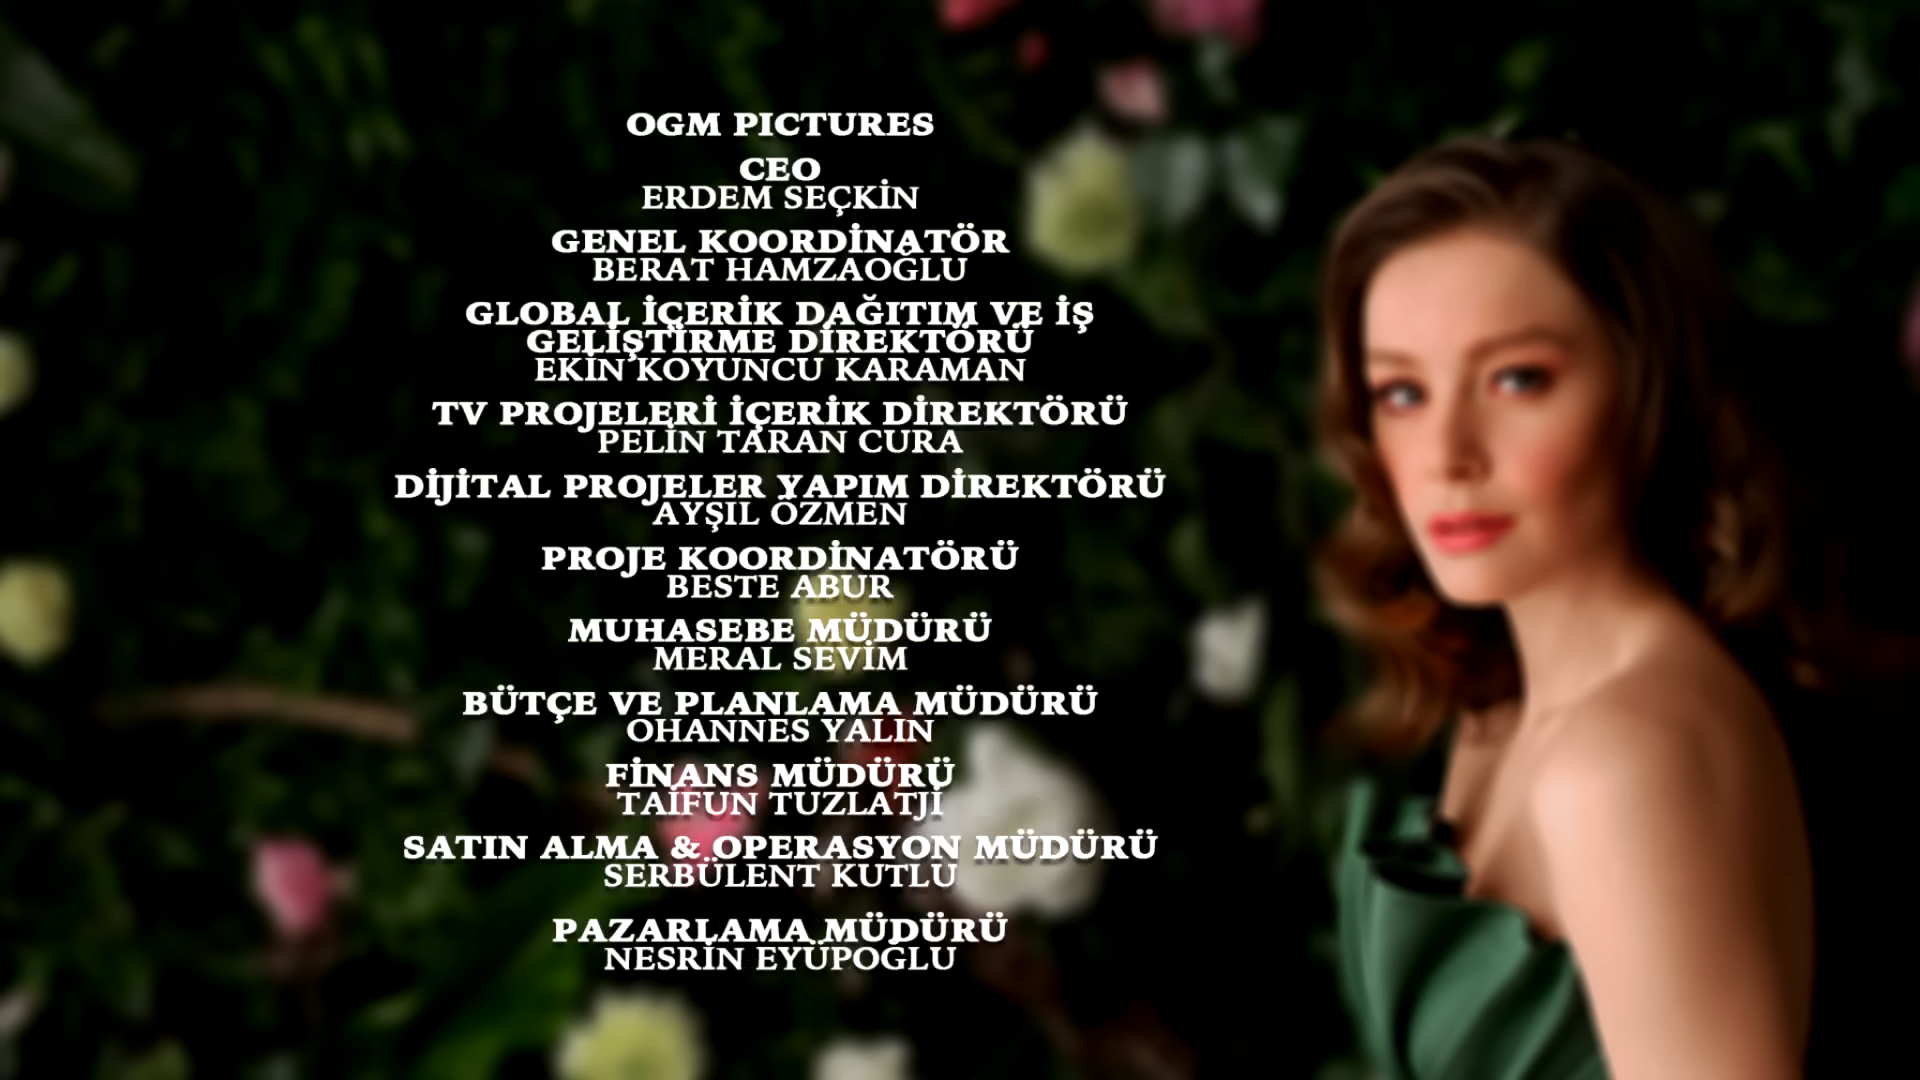 OGM PICTURES
CEO
ERDEM SEÇKİN
GENEL KOORDİNATÖR
BERAT HAMZAOĞLU
GLOBAL İÇERİK DAĞITIM VE İŞ
GELİŞTİRME DİREKTÖRÜ
EKİN KOYUNCU KARAMAN
TV PROJELERİ İÇERİK DİREKTÖRÜ
PELİN TARAN CURA
DİJİTAL PROJELER YAPIM DİREKTÖRÜ
AYŞIL ÖZMEN
PROJE KOORDİNATÖRÜ
BESTE ABUR
MUHASEBE MÜDÜRÜ
MERAL SEVİM
BÜTÇE VE PLANLAMA MÜDÜRÜ
OHANNES YALIN
FİNANS MÜDÜRÜ
TAİFUN TUZLATJİ
SATIN ALMA & OPERASYON MÜDÜRÜ
SERBÜLENT KUTLU
PAZARLAMA MÜDÜRÜ
NESRİN EYÜPOĞLU